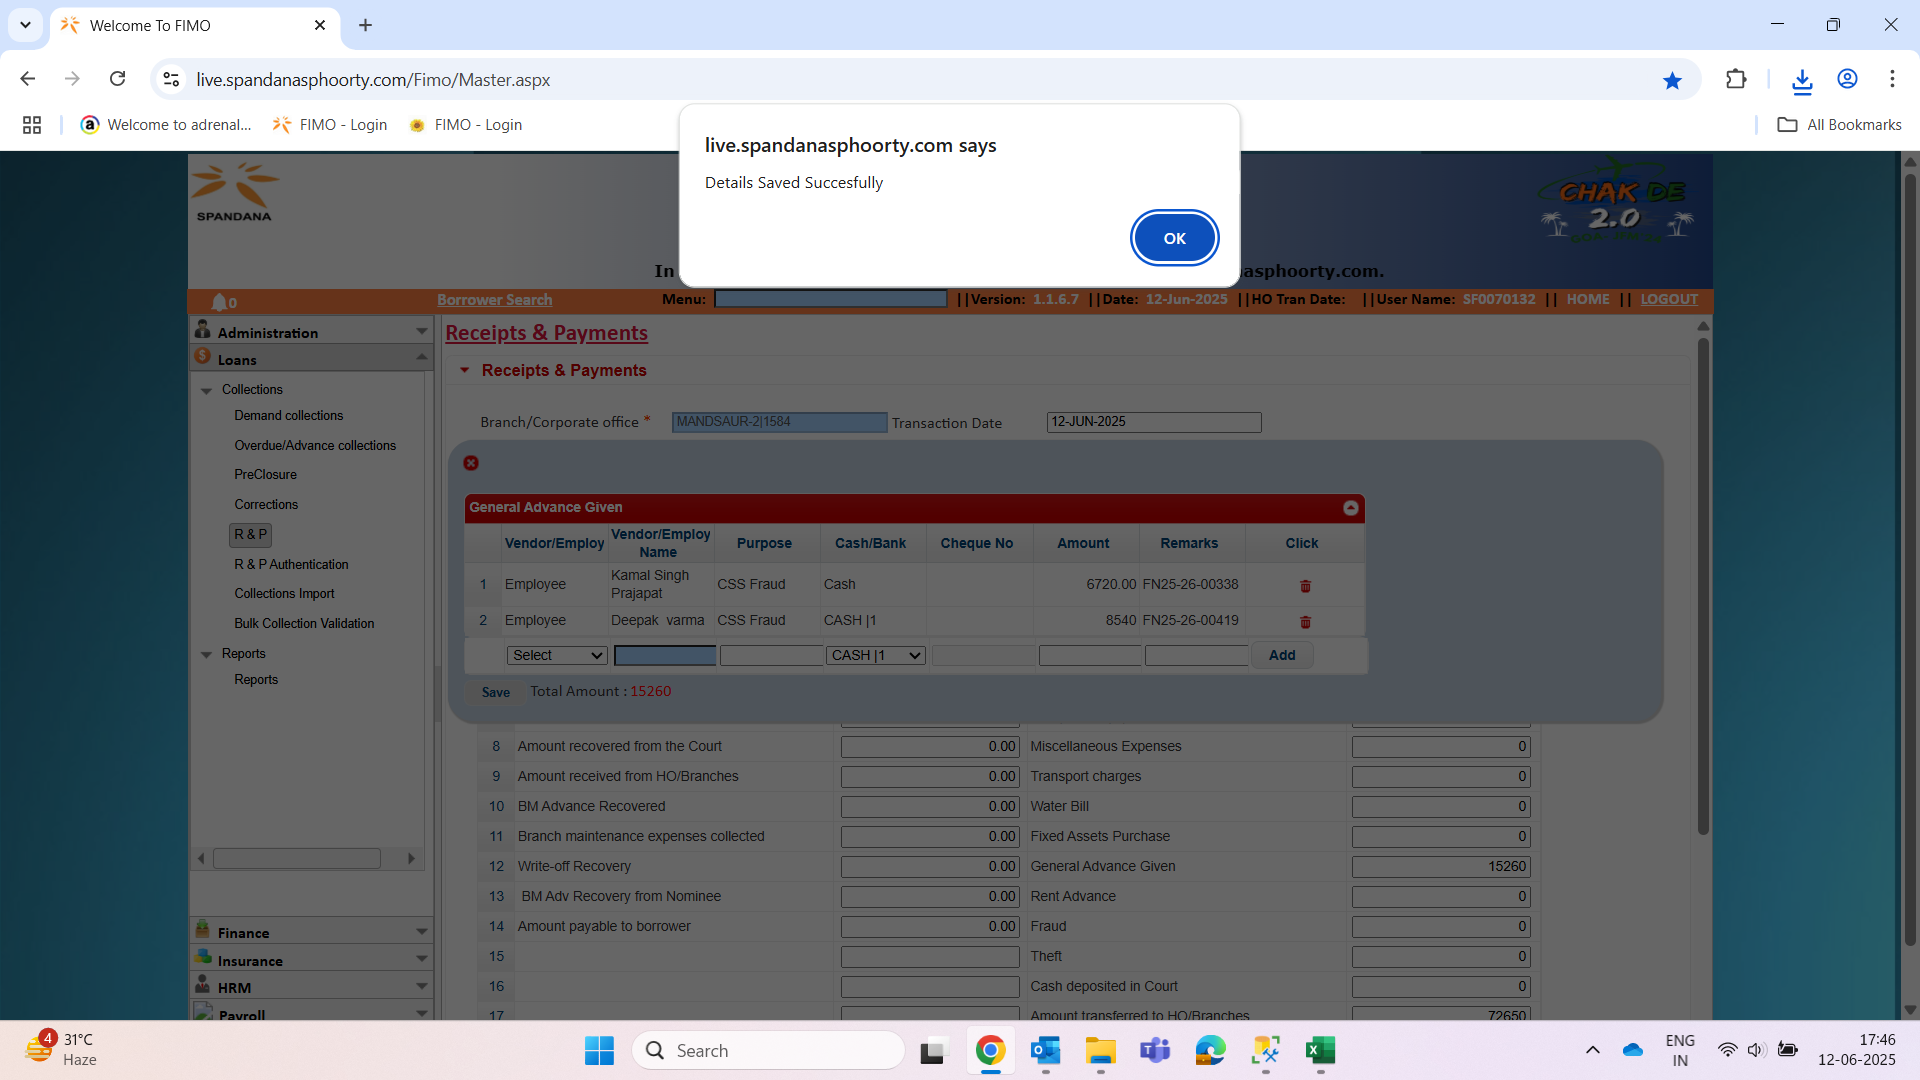 Welcome To FIMO
live.spandanasphoorty.com/Fimo/Master.aspx
Welcome to adrenal...
FIMO - Login
FIMO - Login
All Bookmarks
live.spandanasphoorty.com says
Details Saved Succesfully
OK
SPANDANA
CHAK DE
2.0
In
asphoorty.com.
0
Borrower Search
Menu:
||Version: 1.1.6.7 ||Date: 12-Jun-2025 ||HO Tran Date: ||User Name: SF0070132 || HOME || LOGOUT
Administration
Loans
Collections
Demand collections
Overdue/Advance collections
PreClosure
Corrections
R & P
R & P Authentication
Collections Import
Bulk Collection Validation
Reports
Reports
Finance
Insurance
HRM
Payroll
Receipts & Payments
Receipts & Payments
Branch/Corporate office * MANDSAUR-2|1584 Transaction Date 12-JUN-2025
General Advance Given
Vendor/Employ Vendor/Employ Name Purpose Cash/Bank Cheque No Amount Remarks Click
1 Employee Kamal Singh Prajapat CSS Fraud Cash 6720.00 FN25-26-00338
2 Employee Deepak varma CSS Fraud CASH |1 8540 FN25-26-00419
Select CASH |1 Add
Save Total Amount : 15260
8 Amount recovered from the Court 0.00 Miscellaneous Expenses 0
9 Amount received from HO/Branches 0.00 Transport charges 0
10 BM Advance Recovered 0.00 Water Bill 0
11 Branch maintenance expenses collected 0.00 Fixed Assets Purchase 0
12 Write-off Recovery 0.00 General Advance Given 15260
13 BM Adv Recovery from Nominee 0.00 Rent Advance 0
14 Amount payable to borrower 0.00 Fraud 0
15 Theft 0
16 Cash deposited in Court 0
17 Amount transferred to HO/Branches 72650
4
31°C
Haze
Search
ENG
IN
17:46
12-06-2025